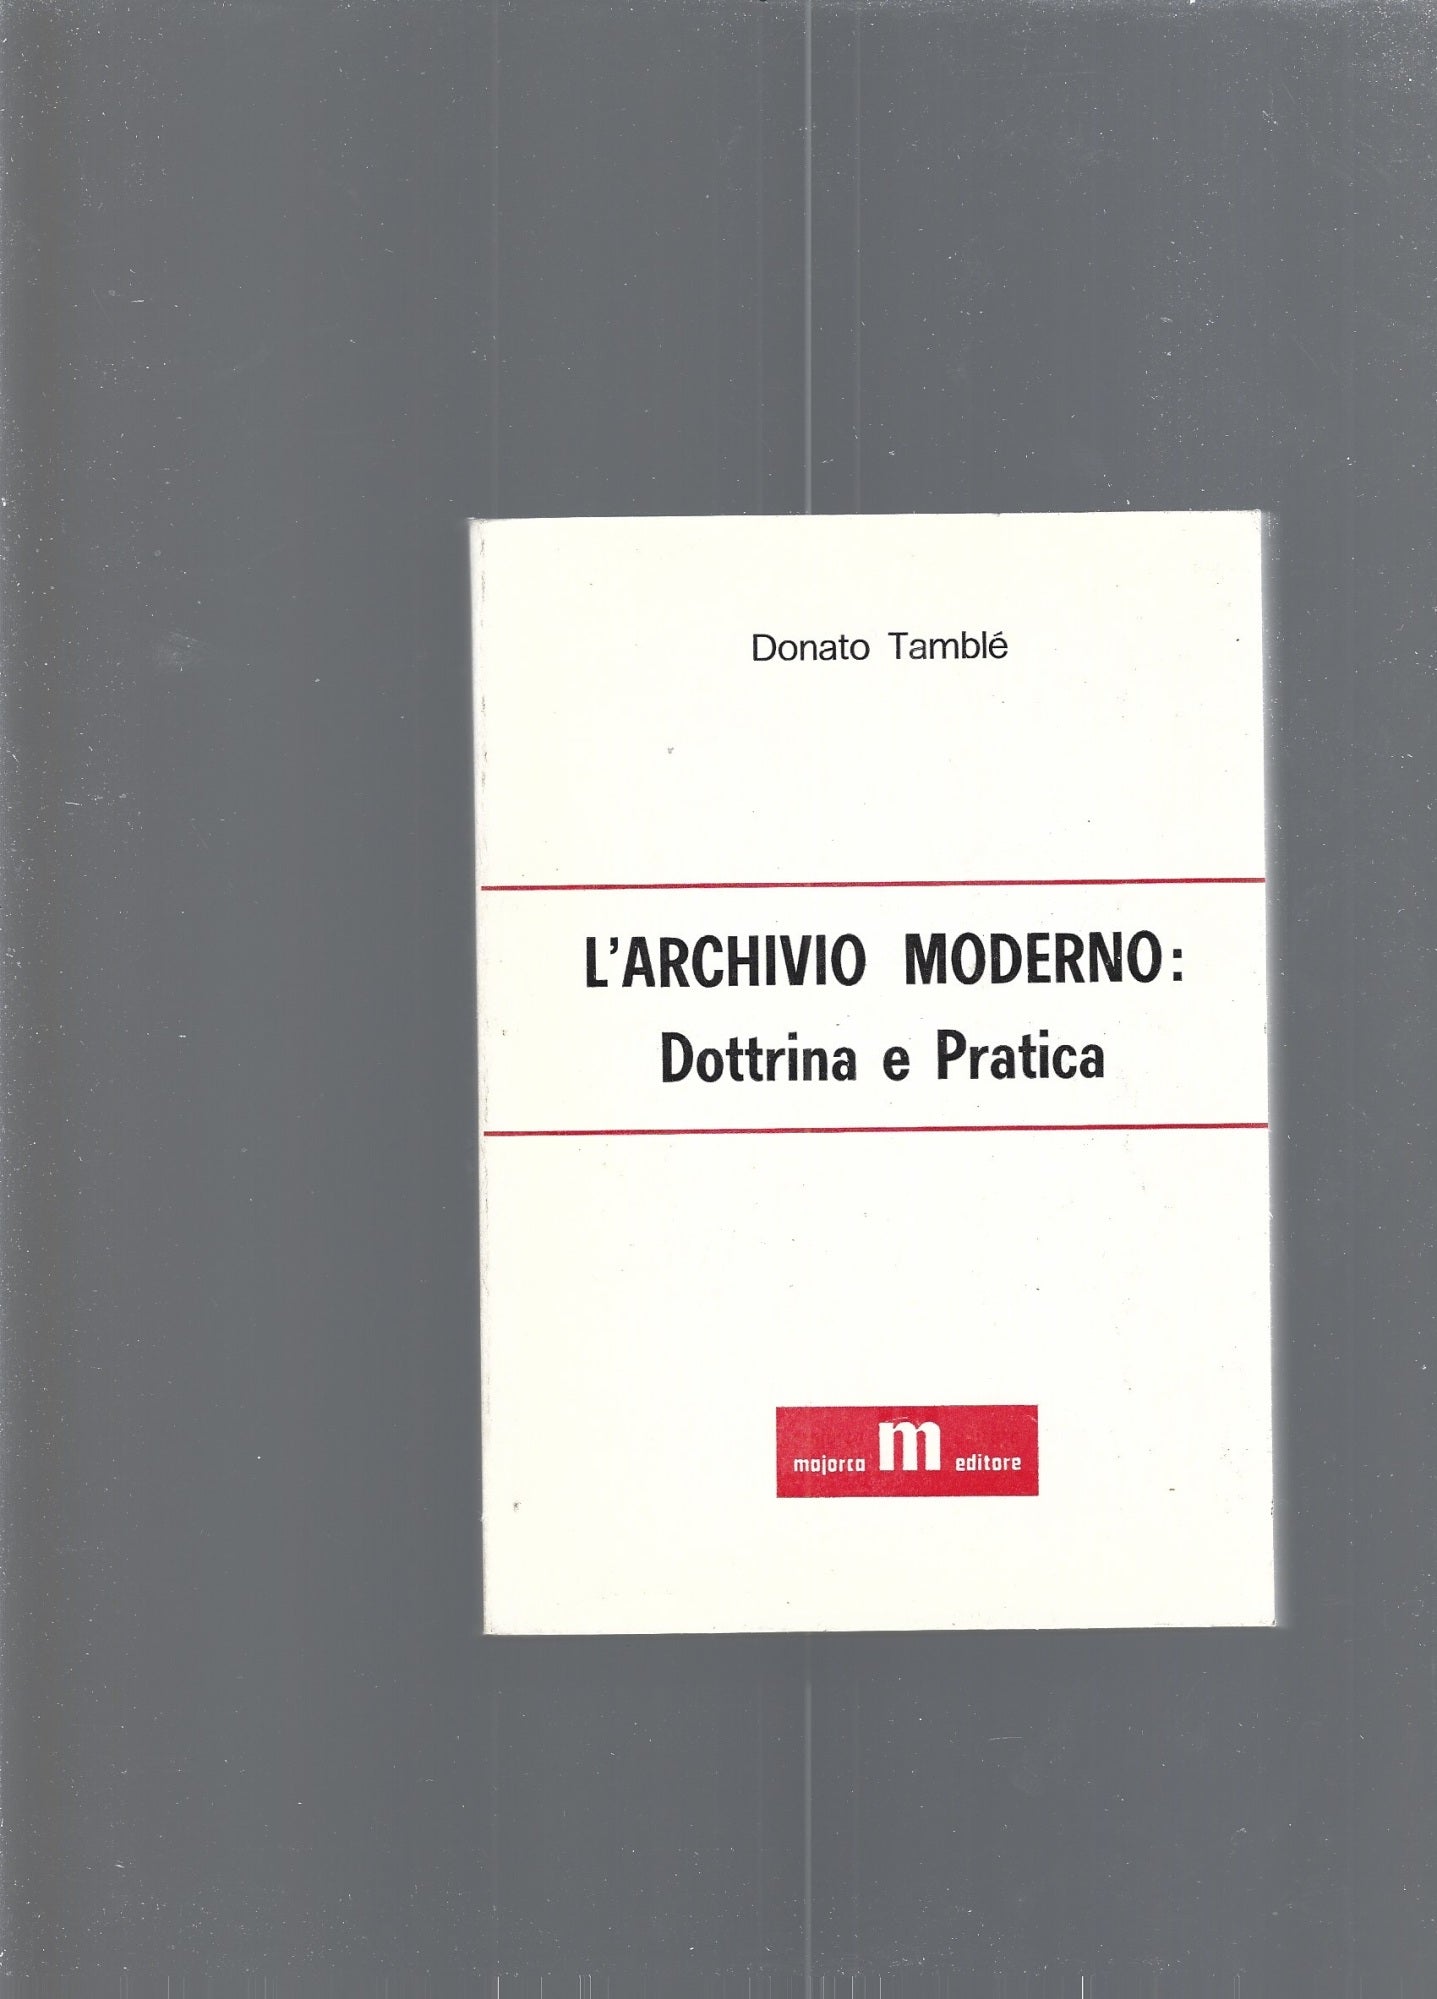 Donato Tamblé
L'ARCHIVIO MODERNO:
Dottrina e Pratica
majorca m editore